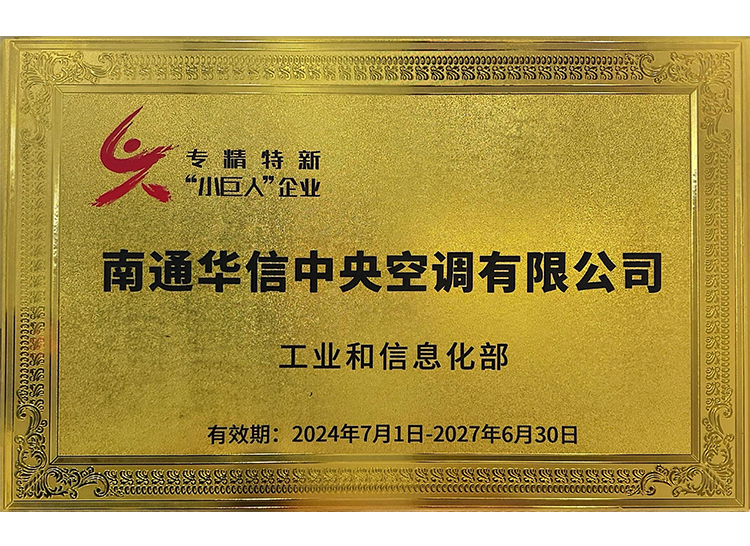 专精特新
“小巨人”企业
南通华信中央空调有限公司
工业和信息化部
有效期：2024年7月1日-2027年6月30日